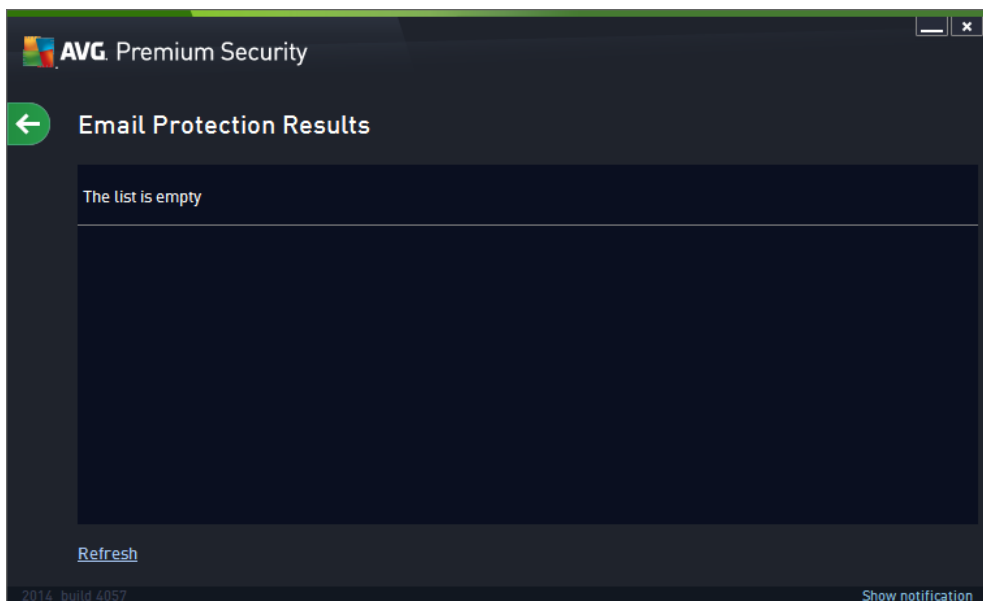 AVG. Premium Security
Email Protection Results
The list is empty
Refresh
2014 build 4057
Show notification